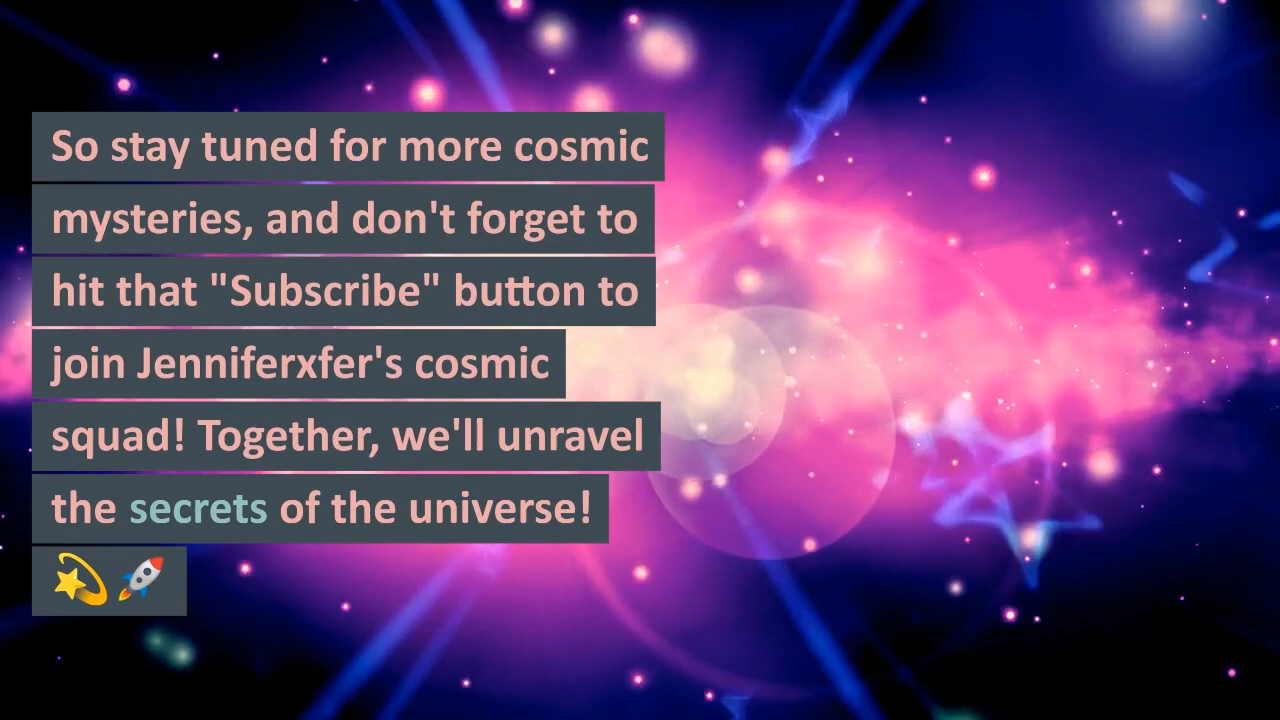 So stay tuned for more cosmic
mysteries, and don't forget to
hit that "Subscribe" button to
join Jenniferxfer's cosmic
squad! Together, we'll unravel
the secrets of the universe!
💫🚀